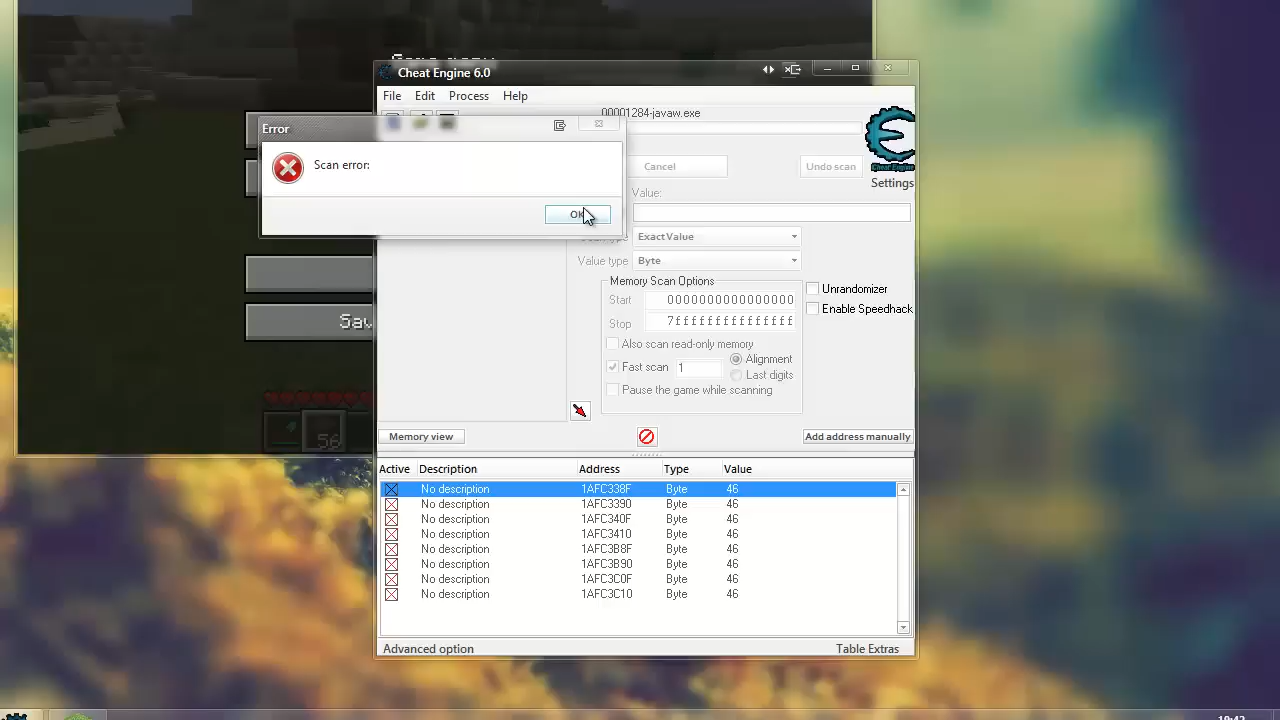 Cheat Engine 6.0
File Edit Process Help
00001284-javaw.exe
Error
Scan error:
OK
Cancel
Undo scan
Cheat Engine
Settings
Value:
Exact Value
Value type Byte
Memory Scan Options
Unrandomizer
Start 0000000000000000
Enable Speedhack
Stop 7fffffffffffffff
Also scan read-only memory
Fast scan 1
Alignment
Last digits
Pause the game while scanning
Sav
56
Memory view
Add address manually
Active Description Address Type Value
No description 1AFC338F Byte 46
No description 1AFC3390 Byte 46
No description 1AFC340F Byte 46
No description 1AFC3410 Byte 46
No description 1AFC3B8F Byte 46
No description 1AFC3B90 Byte 46
No description 1AFC3C0F Byte 46
No description 1AFC3C10 Byte 46
Advanced option
Table Extras